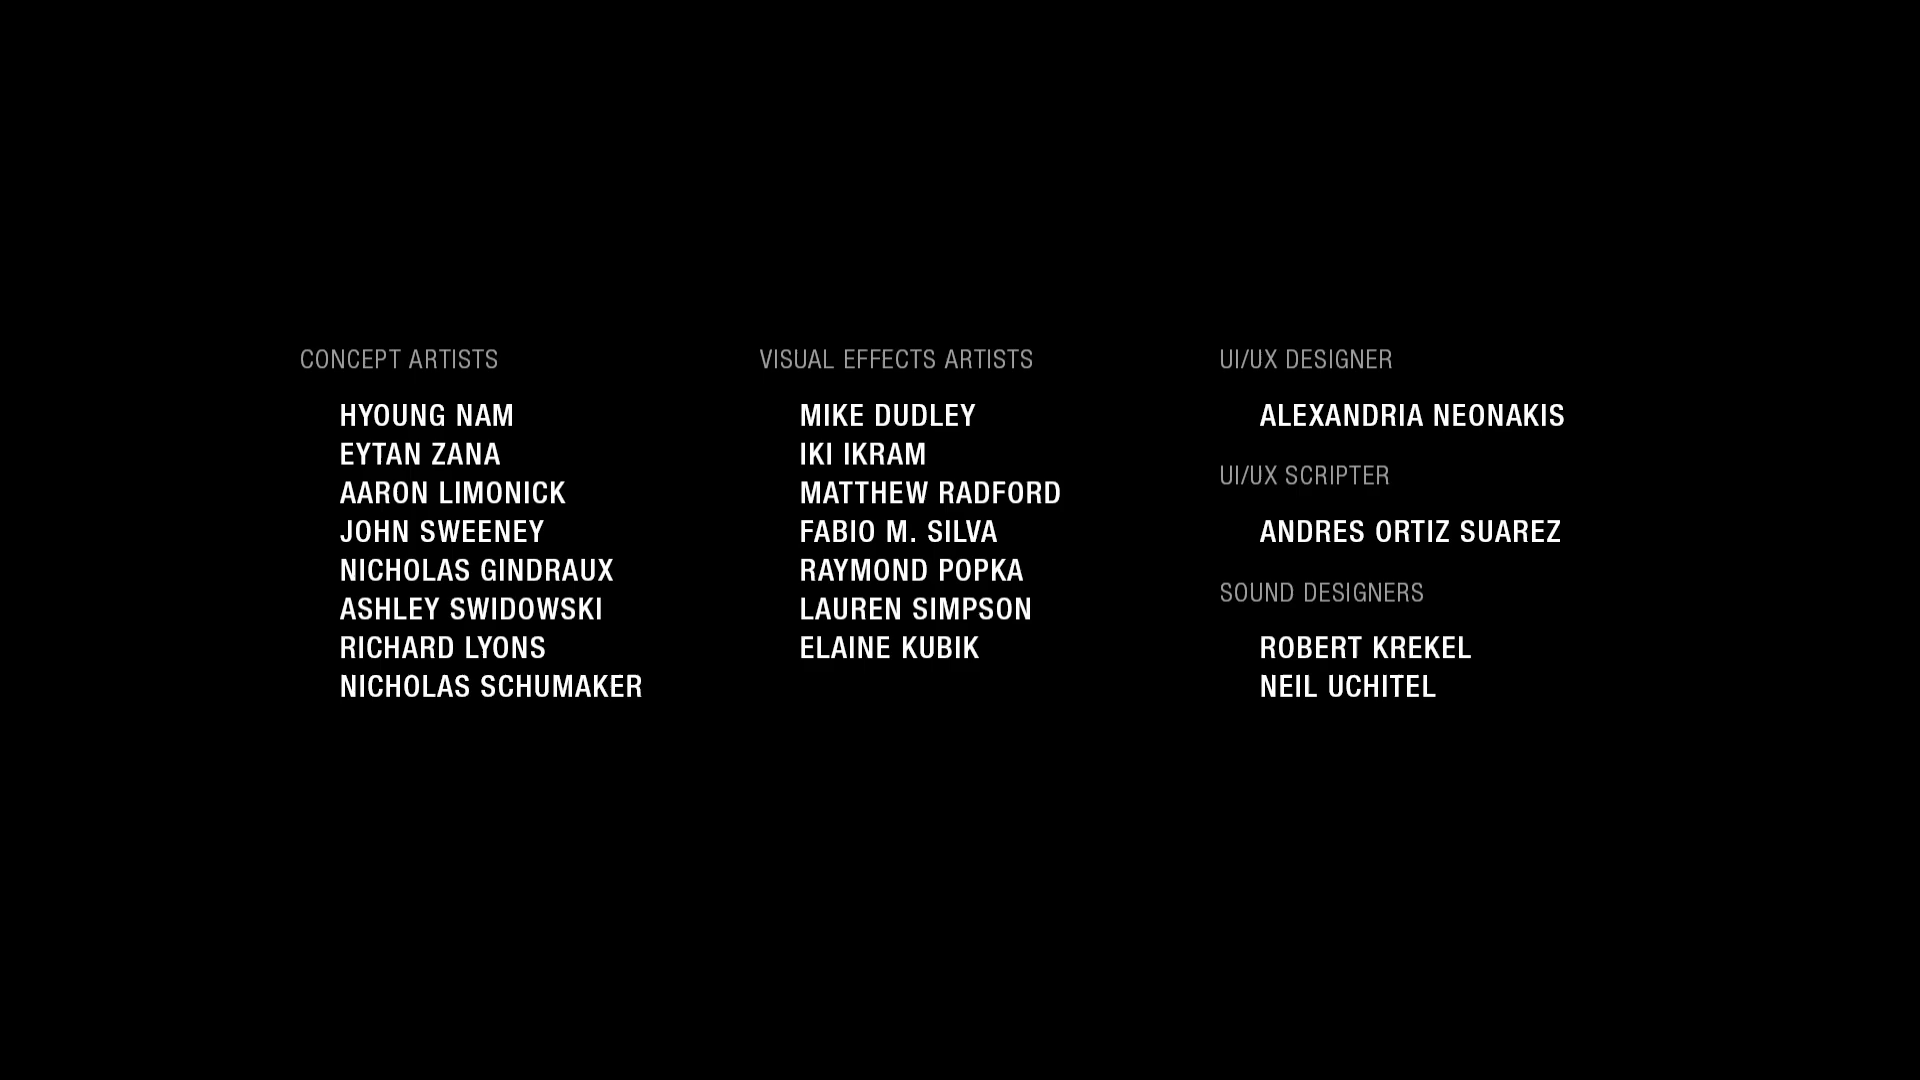 CONCEPT ARTISTS
HYOUNG NAM
EYTAN ZANA
AARON LIMONICK
JOHN SWEENEY
NICHOLAS GINDRAUX
ASHLEY SWIDOWSKI
RICHARD LYONS
NICHOLAS SCHUMAKER
VISUAL EFFECTS ARTISTS
MIKE DUDLEY
IKI IKRAM
MATTHEW RADFORD
FABIO M. SILVA
RAYMOND POPKA
LAUREN SIMPSON
ELAINE KUBIK
UI/UX DESIGNER
ALEXANDRIA NEONAKIS
UI/UX SCRIPTER
ANDRES ORTIZ SUAREZ
SOUND DESIGNERS
ROBERT KREKEL
NEIL UCHITEL